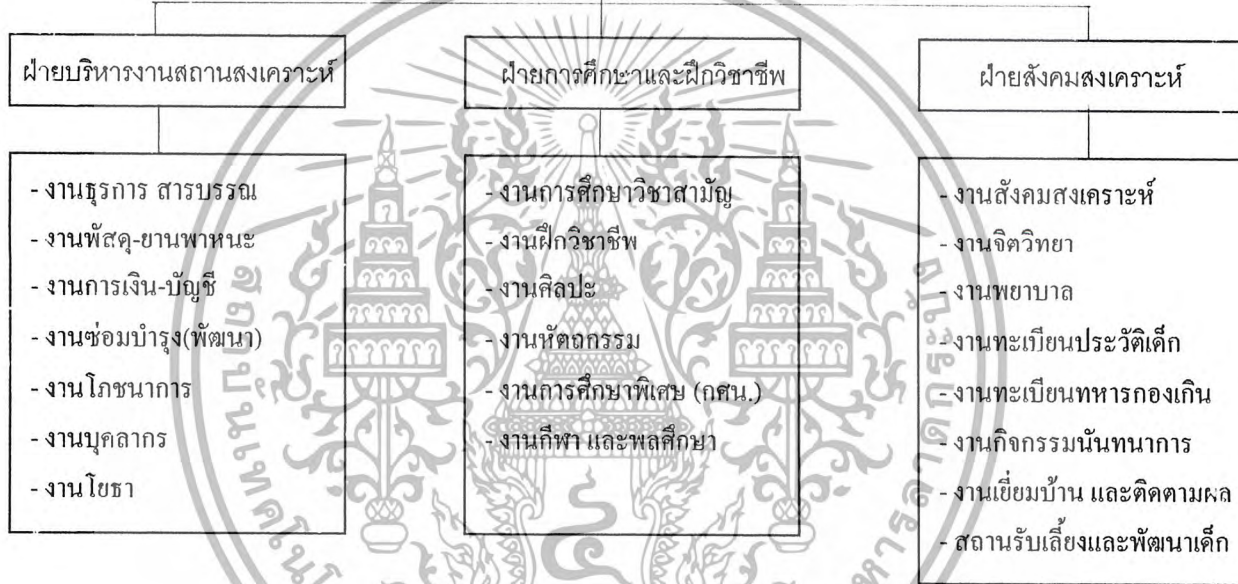 ฝ่ายบริหารงานสถานสงเคราะห์
- งานธุรการ สารบรรณ
- งานพัสดุ-ยานพาหนะ
- งานการเงิน-บัญชี
- งานซ่อมบำรุง(พัฒนา)
- งานโภชนาการ
- งานบุคลากร
- งานโยธา
ฝ่ายการศึกษาและฝึกวิชาชีพ
- งานการศึกษาวิชาสามัญ
- งานฝึกวิชาชีพ
- งานศิลปะ
- งานหัตถกรรม
- งานการศึกษาพิเศษ (กศน.)
- งานกีฬา และพลศึกษา
ฝ่ายสังคมสงเคราะห์
- งานสังคมสงเคราะห์
- งานจิตวิทยา
- งานพยาบาล
- งานทะเบียนประวัติเด็ก
- งานทะเบียนทหารกองเกิน
- งานกิจกรรมนันทนาการ
- งานเยี่ยมบ้าน และติดตามผล
- สถานรับเลี้ยงและพัฒนาเด็ก